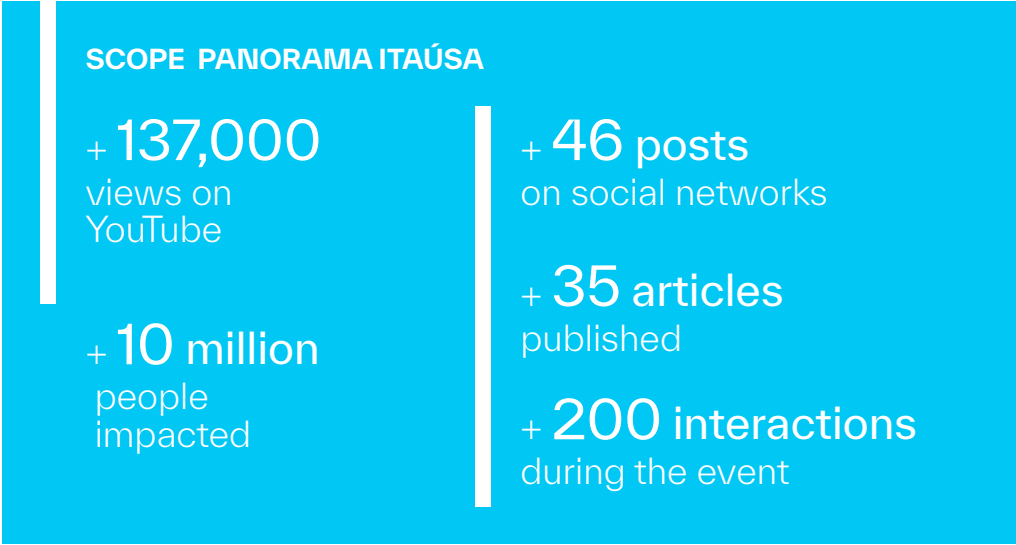 SCOPE PANORAMA ITAÚSA
+ 137,000
views on
YouTube
+ 10 million
people
impacted
+ 46 posts
on social networks
+ 35 articles
published
+ 200 interactions
during the event